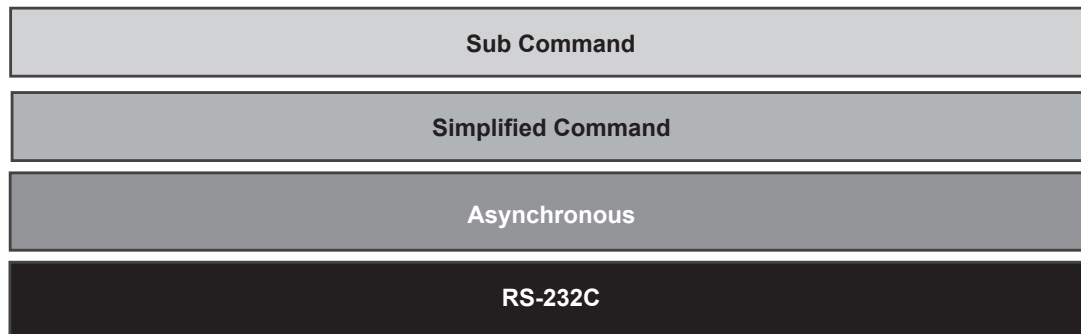 Sub Command
Simplified Command
Asynchronous
RS-232C